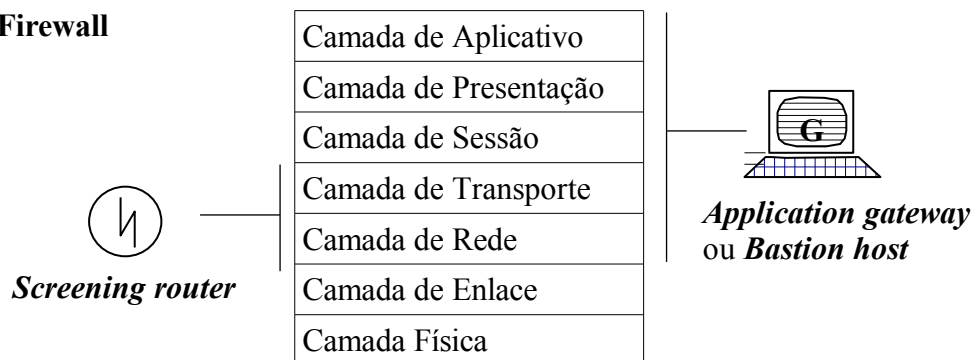 Firewall
Camada de Aplicativo
Camada de Presentação
Camada de Sessão
Camada de Transporte
Camada de Rede
Camada de Enlace
Camada Física
Screening router
G
Application gateway
ou Bastion host